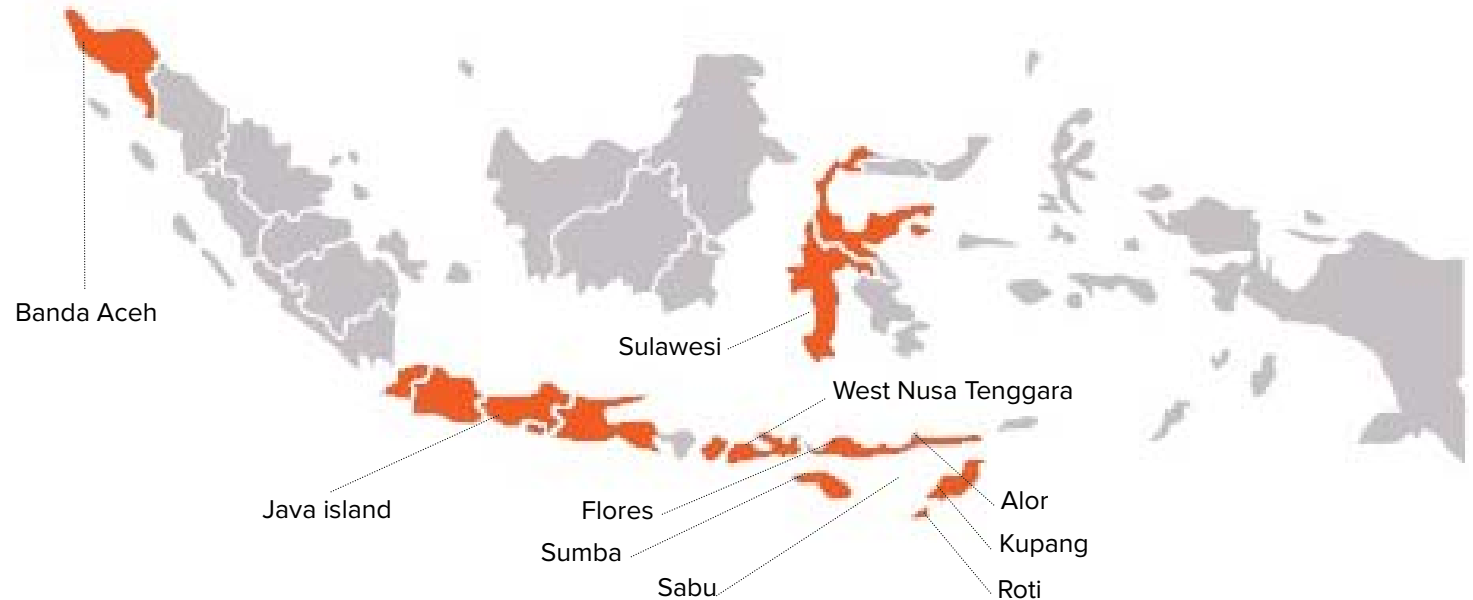 Banda Aceh
Sulawesi
West Nusa Tenggara
Java island
Flores
Alor
Sumba
Kupang
Sabu
Roti